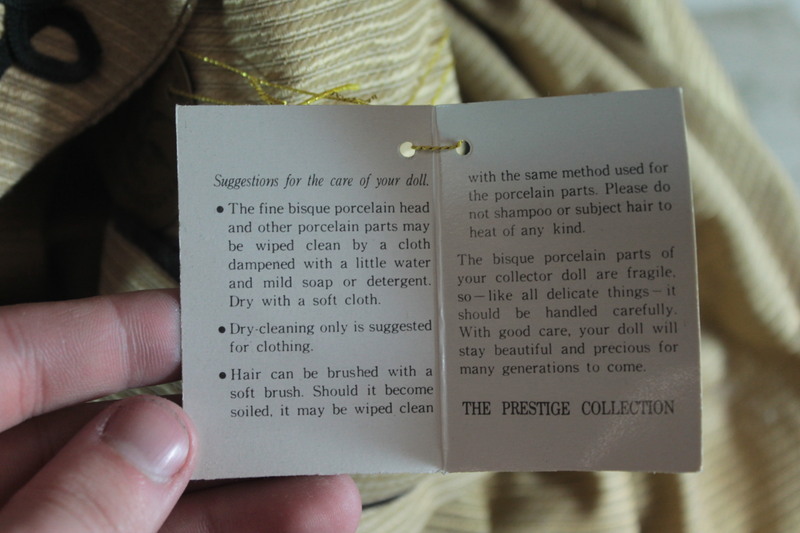 Suggestions for the care of your doll.
● The fine bisque porcelain head
and other porcelain parts may
be wiped clean by a cloth
dampened with a little water
and mild soap or detergent.
Dry with a soft cloth.
● Dry-cleaning only is suggested
for clothing.
● Hair can be brushed with a
soft brush. Should it become
soiled, it may be wiped clean
with the same method used for
the porcelain parts. Please do
not shampoo or subject hair to
heat of any kind.
The bisque porcelain parts of
your collector doll are fragile,
so—like all delicate things—it
should be handled carefully.
With good care, your doll will
stay beautiful and precious for
many generations to come.
THE PRESTIGE COLLECTION